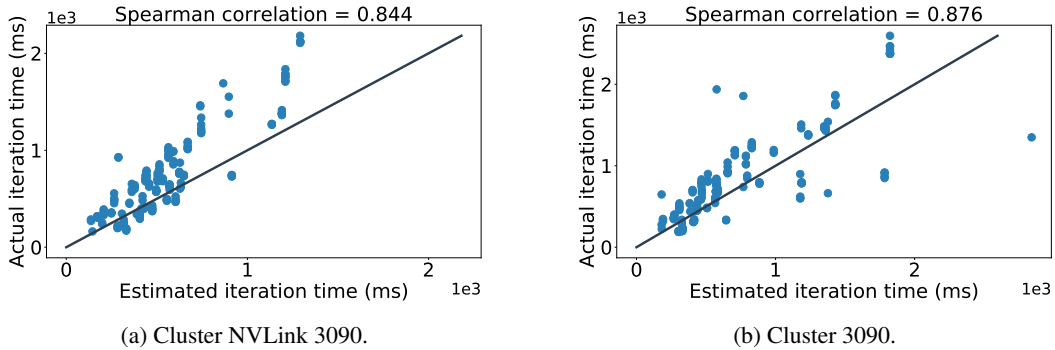 Spearman correlation = 0.844
1e3
Actual iteration time (ms)
2
1
0
0
1
2
1e3
Estimated iteration time (ms)
(a) Cluster NVLink 3090.
Spearman correlation = 0.876
1e3
Actual iteration time (ms)
2
1
0
0
1
2
1e3
Estimated iteration time (ms)
(b) Cluster 3090.